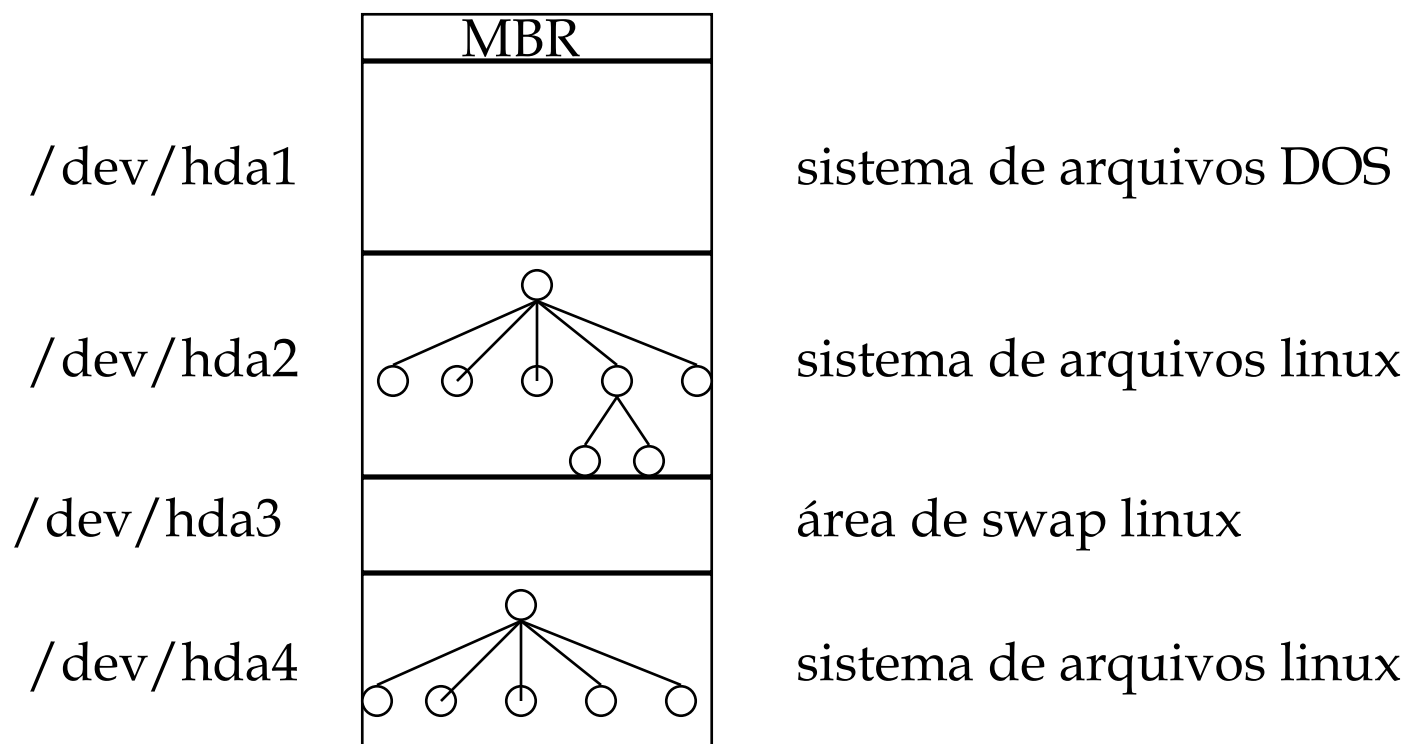 MBR
/dev/hda1 sistema de arquivos DOS
/dev/hda2 sistema de arquivos linux
/dev/hda3 área de swap linux
/dev/hda4 sistema de arquivos linux